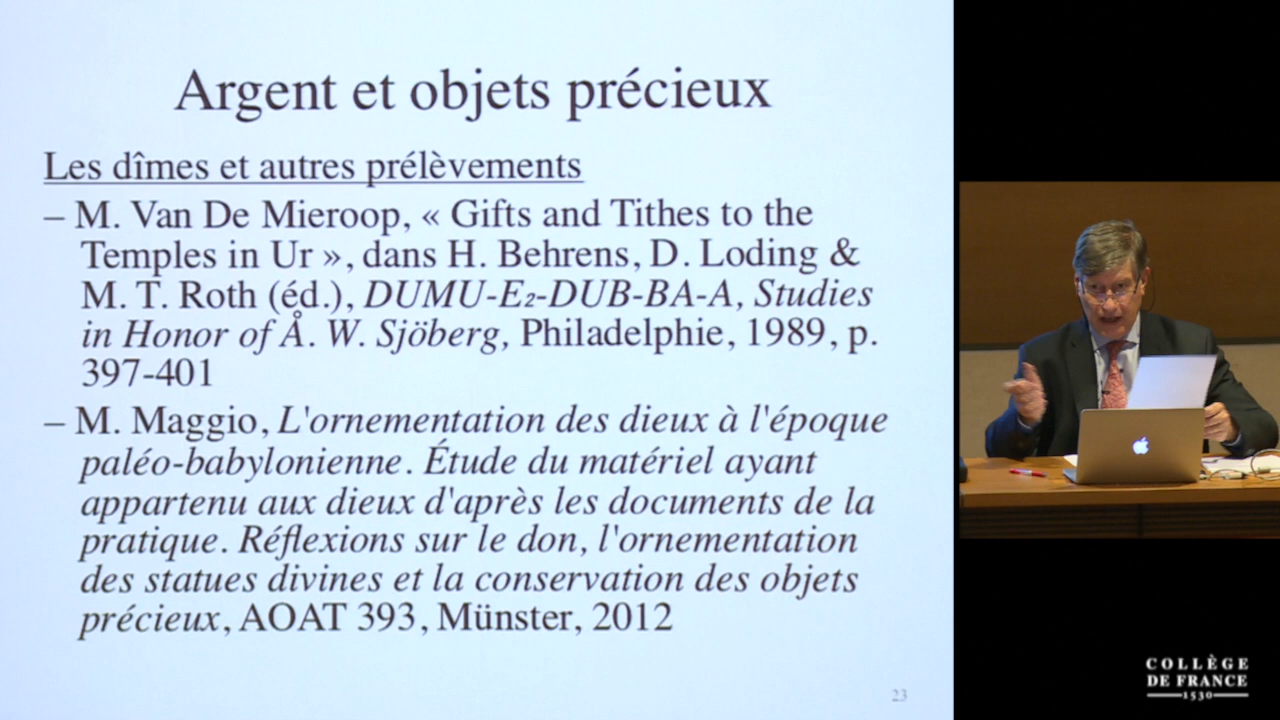 Argent et objets précieux
Les dîmes et autres prélèvements
– M. Van De Mieroop, « Gifts and Tithes to the
Temples in Ur », dans H. Behrens, D. Loding &
M. T. Roth (éd.), DUMU-E₂-DUB-BA-A, Studies
in Honor of Å. W. Sjöberg, Philadelphie, 1989, p.
397-401
– M. Maggio, L'ornementation des dieux à l'époque
paléo-babylonienne. Étude du matériel ayant
appartenu aux dieux d'après les documents de la
pratique. Réflexions sur le don, l'ornementation
des statues divines et la conservation des objets
précieux, AOAT 393, Münster, 2012
23
COLLÈGE
DE FRANCE
1530